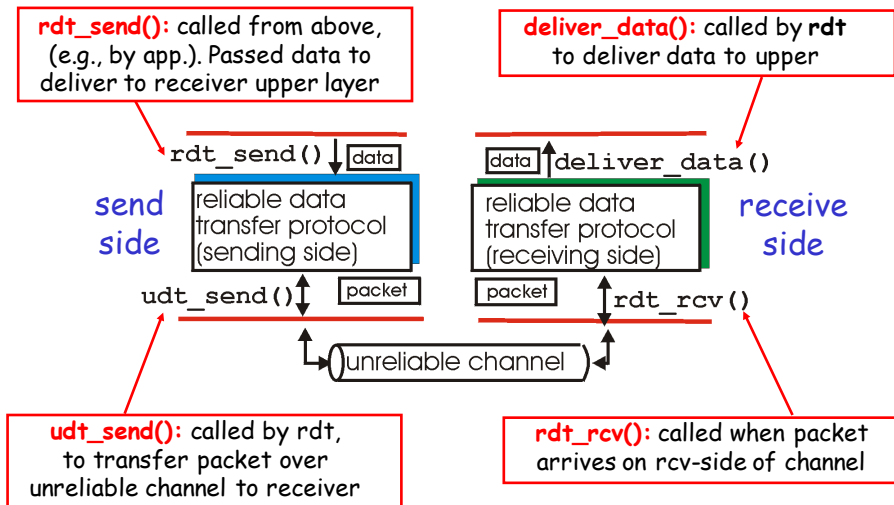 rdt_send(): called from above,
(e.g., by app.). Passed data to
deliver to receiver upper layer
deliver_data(): called by rdt
to deliver data to upper
rdt_send()
data
data
deliver_data()
send
side
reliable data
transfer protocol
(sending side)
reliable data
transfer protocol
(receiving side)
receive
side
udt_send()
packet
packet
rdt_rcv()
unreliable channel
udt_send(): called by rdt,
to transfer packet over
unreliable channel to receiver
rdt_rcv(): called when packet
arrives on rcv-side of channel